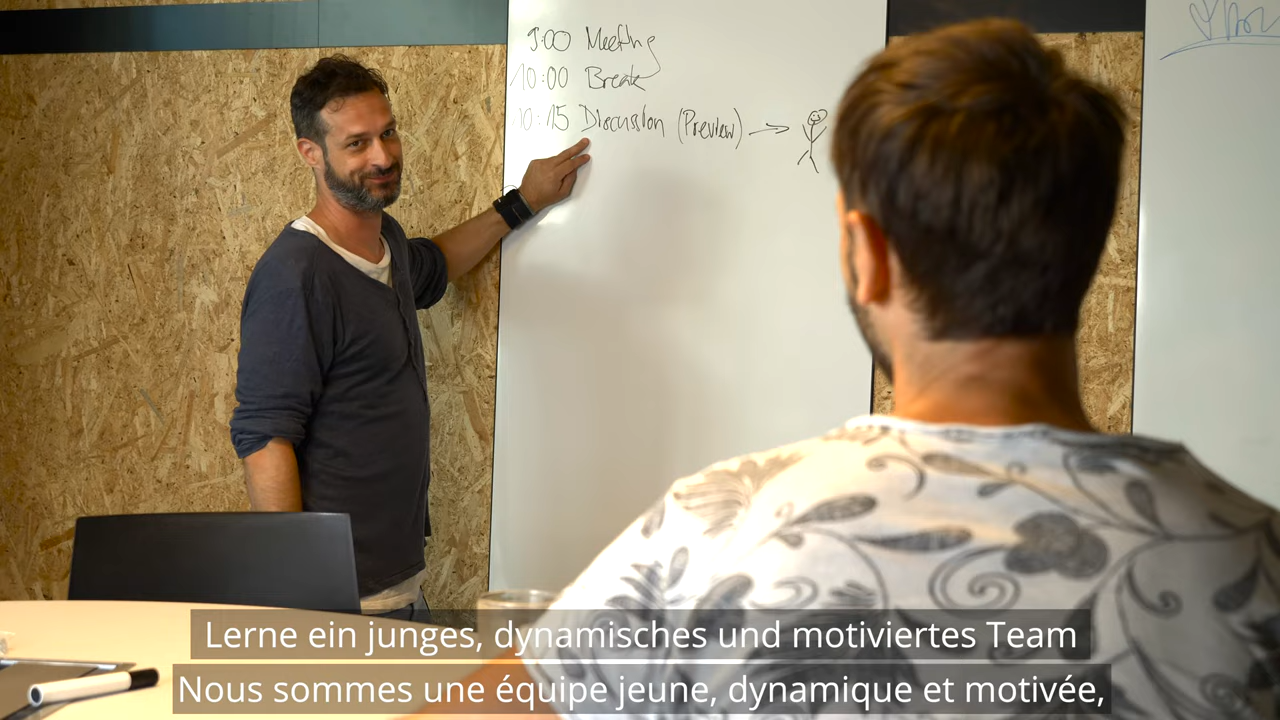 9:00 Meeting
10:00 Break
10:15 Discussion (Preview) →
Lerne ein junges, dynamisches und motiviertes Team
Nous sommes une équipe jeune, dynamique et motivée,